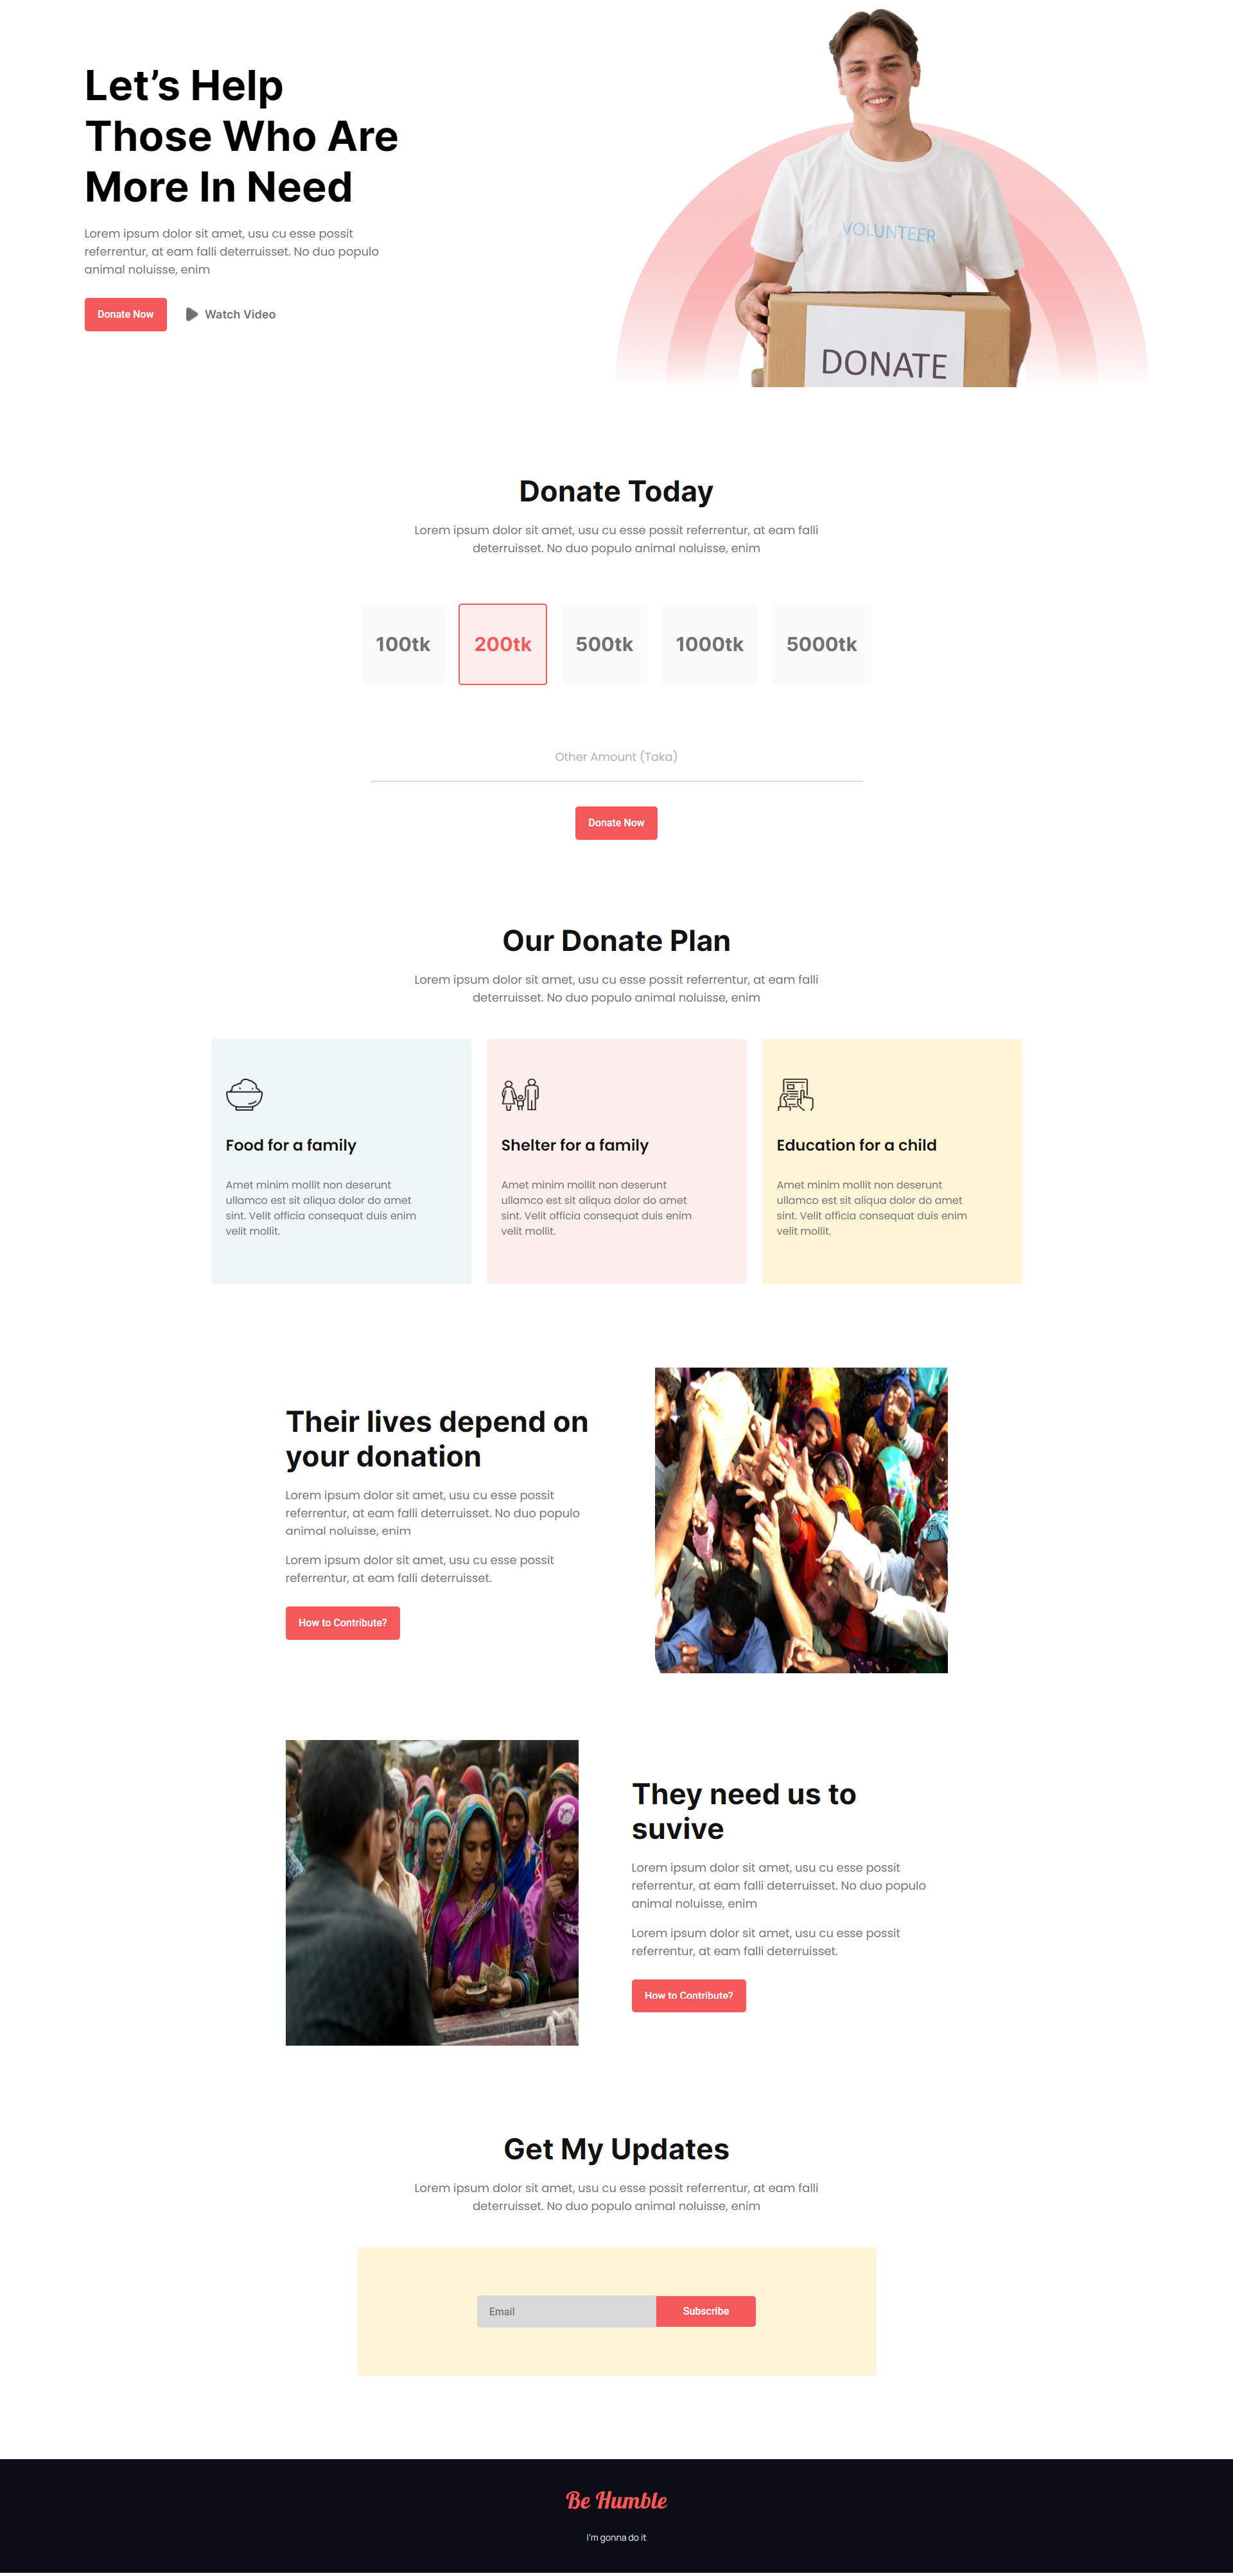 Let’s Help
Those Who Are
More In Need
Lorem ipsum dolor sit amet, usu cu esse possit
referrentur, at eam falli deterruisset. No duo populo
animal noluisse, enim
Donate Now
Watch Video
VOLUNTEER
DONATE
Donate Today
Lorem ipsum dolor sit amet, usu cu esse possit referrentur, at eam falli
deterruisset. No duo populo animal noluisse, enim
100tk
200tk
500tk
1000tk
5000tk
Other Amount (Taka)
Donate Now
Our Donate Plan
Lorem ipsum dolor sit amet, usu cu esse possit referrentur, at eam falli
deterruisset. No duo populo animal noluisse, enim
Food for a family
Amet minim mollit non deserunt
ullamco est sit aliqua dolor do amet
sint. Velit officia consequat duis enim
velit mollit.
Shelter for a family
Amet minim mollit non deserunt
ullamco est sit aliqua dolor do amet
sint. Velit officia consequat duis enim
velit mollit.
Education for a child
Amet minim mollit non deserunt
ullamco est sit aliqua dolor do amet
sint. Velit officia consequat duis enim
velit mollit.
Their lives depend on
your donation
Lorem ipsum dolor sit amet, usu cu esse possit
referrentur, at eam falli deterruisset. No duo populo
animal noluisse, enim
Lorem ipsum dolor sit amet, usu cu esse possit
referrentur, at eam falli deterruisset.
How to Contribute?
They need us to
suvive
Lorem ipsum dolor sit amet, usu cu esse possit
referrentur, at eam falli deterruisset. No duo populo
animal noluisse, enim
Lorem ipsum dolor sit amet, usu cu esse possit
referrentur, at eam falli deterruisset.
How to Contribute?
Get My Updates
Lorem ipsum dolor sit amet, usu cu esse possit referrentur, at eam falli
deterruisset. No duo populo animal noluisse, enim
Email
Subscribe
Be Humble
I'm gonna do it